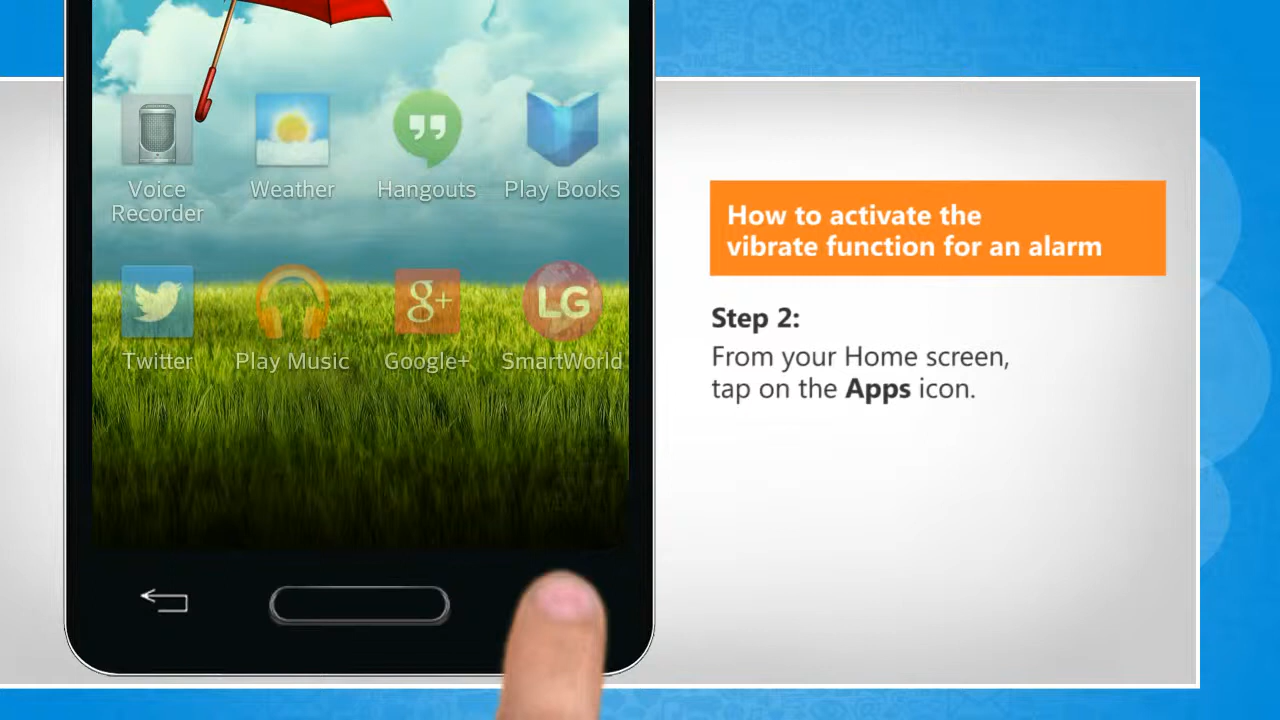 Voice Recorder
Weather
Hangouts
Play Books
Twitter
Play Music
g+
Google+
LG
SmartWorld
How to activate the
vibrate function for an alarm
Step 2:
From your Home screen,
tap on the Apps icon.